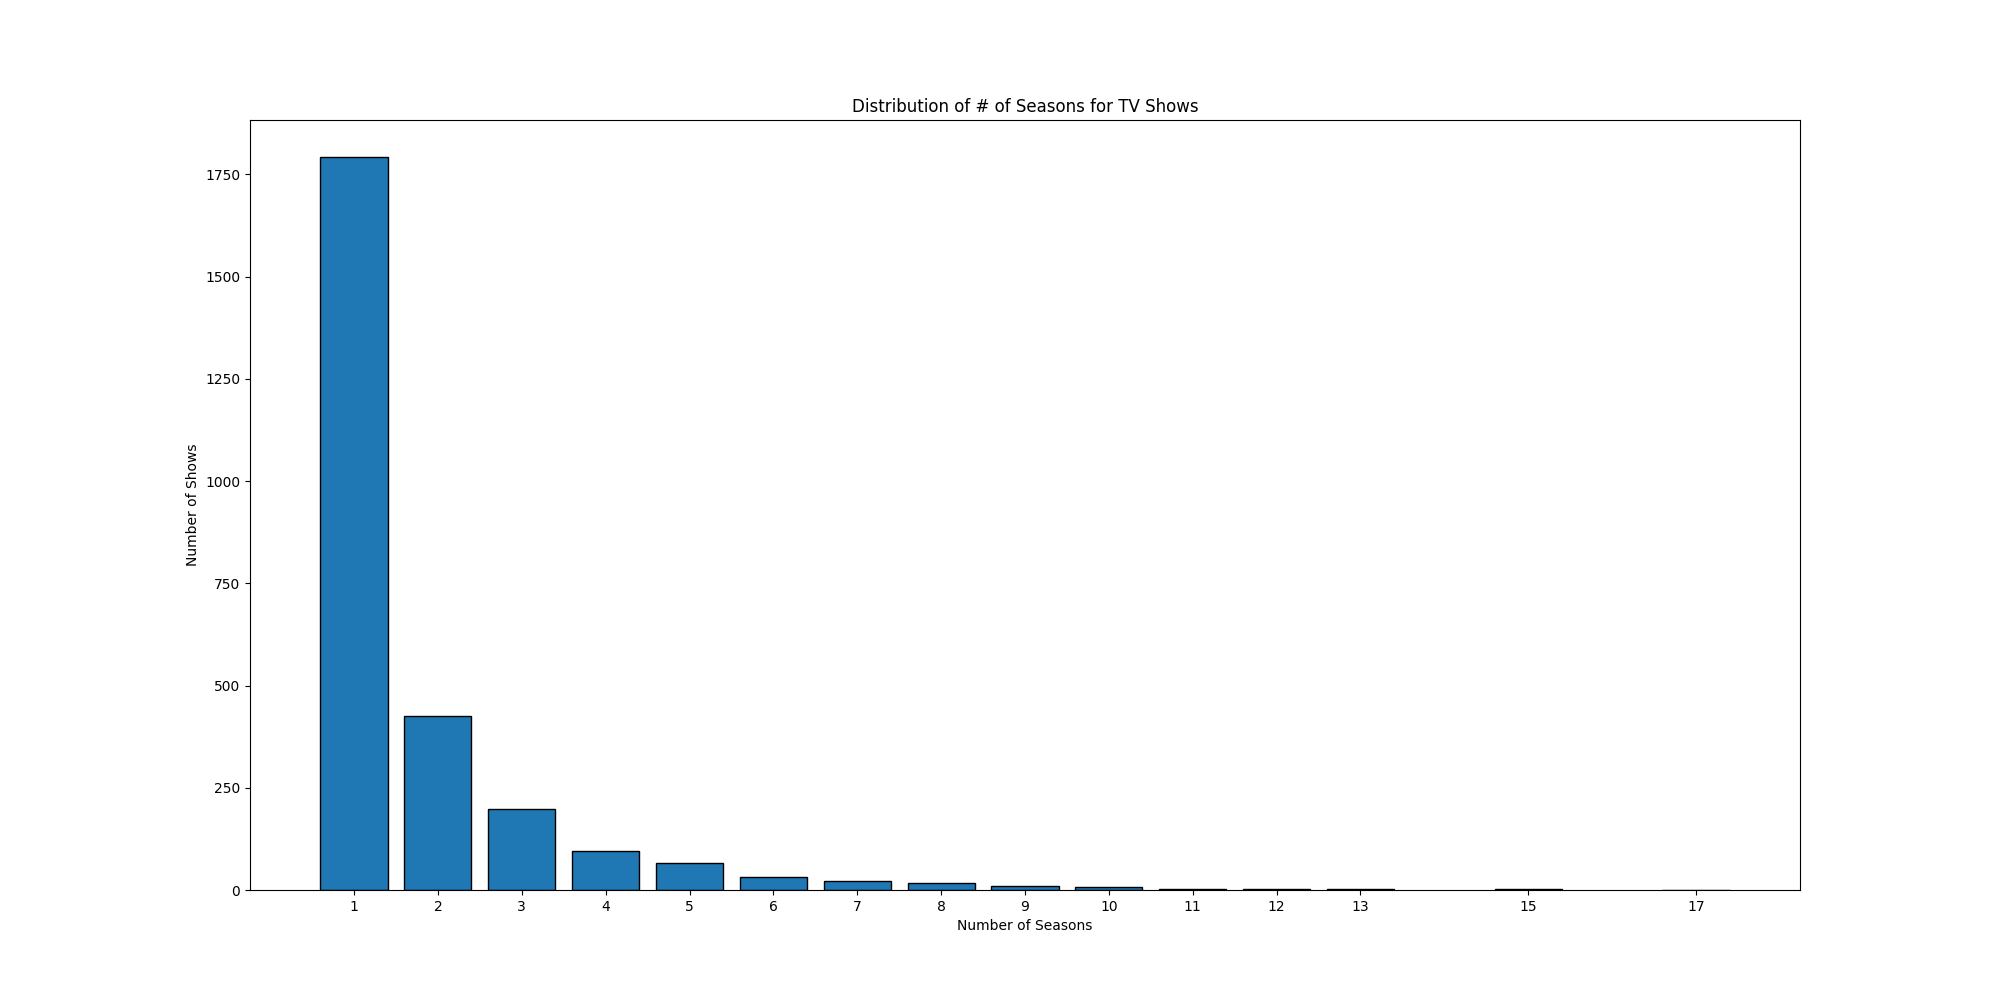 Distribution of # of Seasons for TV Shows
Number of Shows
1750
1500
1250
1000
750
500
250
0
1 2 3 4 5 6 7 8 9 10 11 12 13 15 17
Number of Seasons